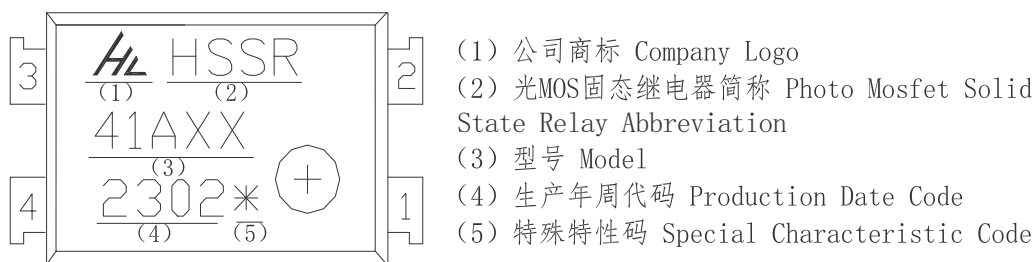 HL HSSR
(1) (2)
41AXX
(3)
2302*
(4) (5)
3
2
4
1
(1) 公司商标 Company Logo
(2) 光MOS固态继电器简称 Photo Mosfet Solid
State Relay Abbreviation
(3) 型号 Model
(4) 生产年周代码 Production Date Code
(5) 特殊特性码 Special Characteristic Code